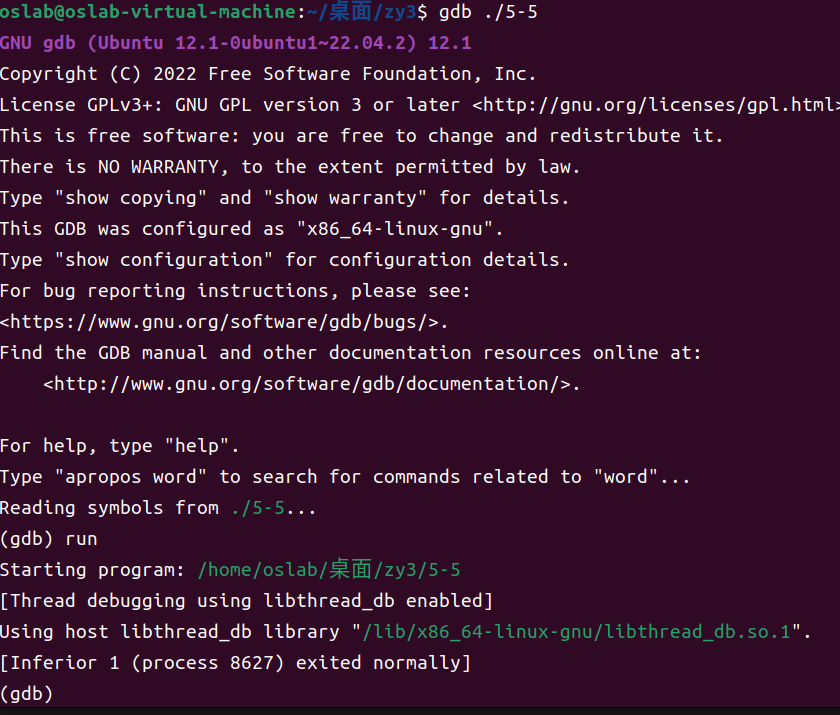 oslab@oslab-virtual-machine:~/桌面/zy3$ gdb ./5-5
GNU gdb (Ubuntu 12.1-0ubuntu1~22.04.2) 12.1
Copyright (C) 2022 Free Software Foundation, Inc.
License GPLv3+: GNU GPL version 3 or later <http://gnu.org/licenses/gpl.html>
This is free software: you are free to change and redistribute it.
There is NO WARRANTY, to the extent permitted by law.
Type "show copying" and "show warranty" for details.
This GDB was configured as "x86_64-linux-gnu".
Type "show configuration" for configuration details.
For bug reporting instructions, please see:
<https://www.gnu.org/software/gdb/bugs/>.
Find the GDB manual and other documentation resources online at:
    <http://www.gnu.org/software/gdb/documentation/>.

For help, type "help".
Type "apropos word" to search for commands related to "word"...
Reading symbols from ./5-5...
(gdb) run
Starting program: /home/oslab/桌面/zy3/5-5
[Thread debugging using libthread_db enabled]
Using host libthread_db library "/lib/x86_64-linux-gnu/libthread_db.so.1".
[Inferior 1 (process 8627) exited normally]
(gdb)